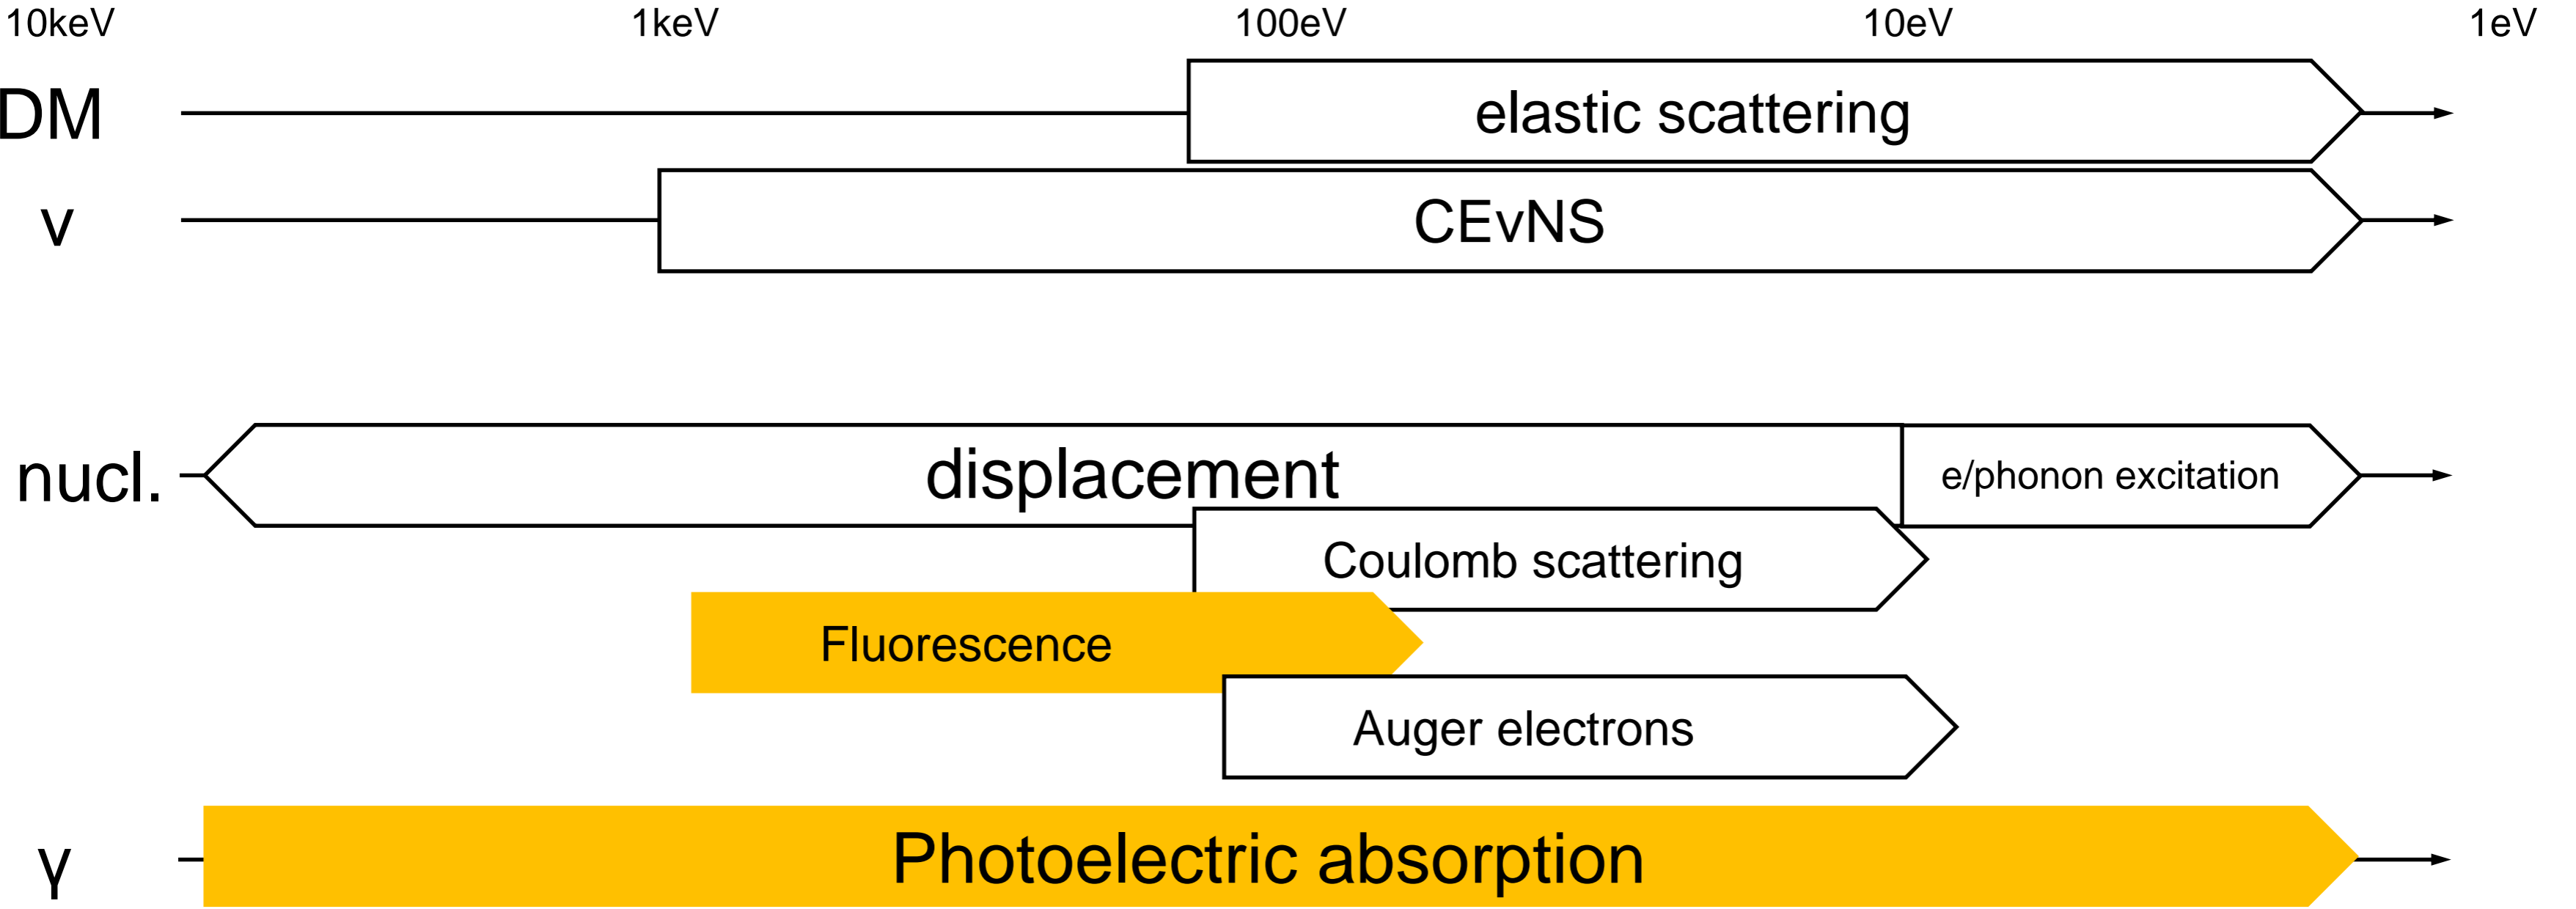 10keV 1keV 100eV 10eV 1eV
DM elastic scattering
ν CEνNS
nucl. displacement e/phonon excitation
Coulomb scattering
Fluorescence
Auger electrons
γ Photoelectric absorption